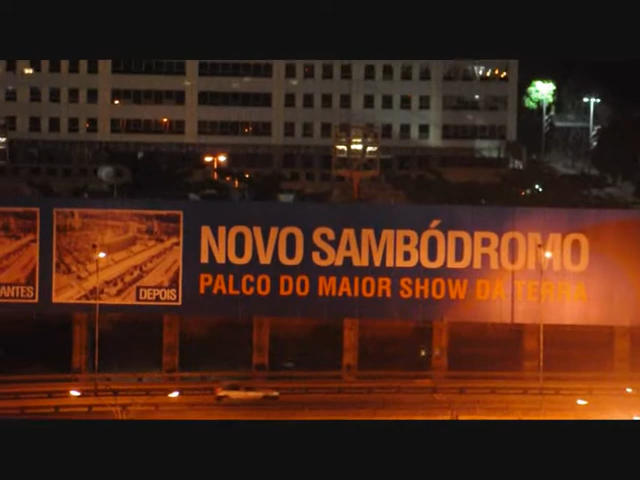 ANTES
DEPOIS
NOVO SAMBÓDROMO
PALCO DO MAIOR SHOW DA TERRA